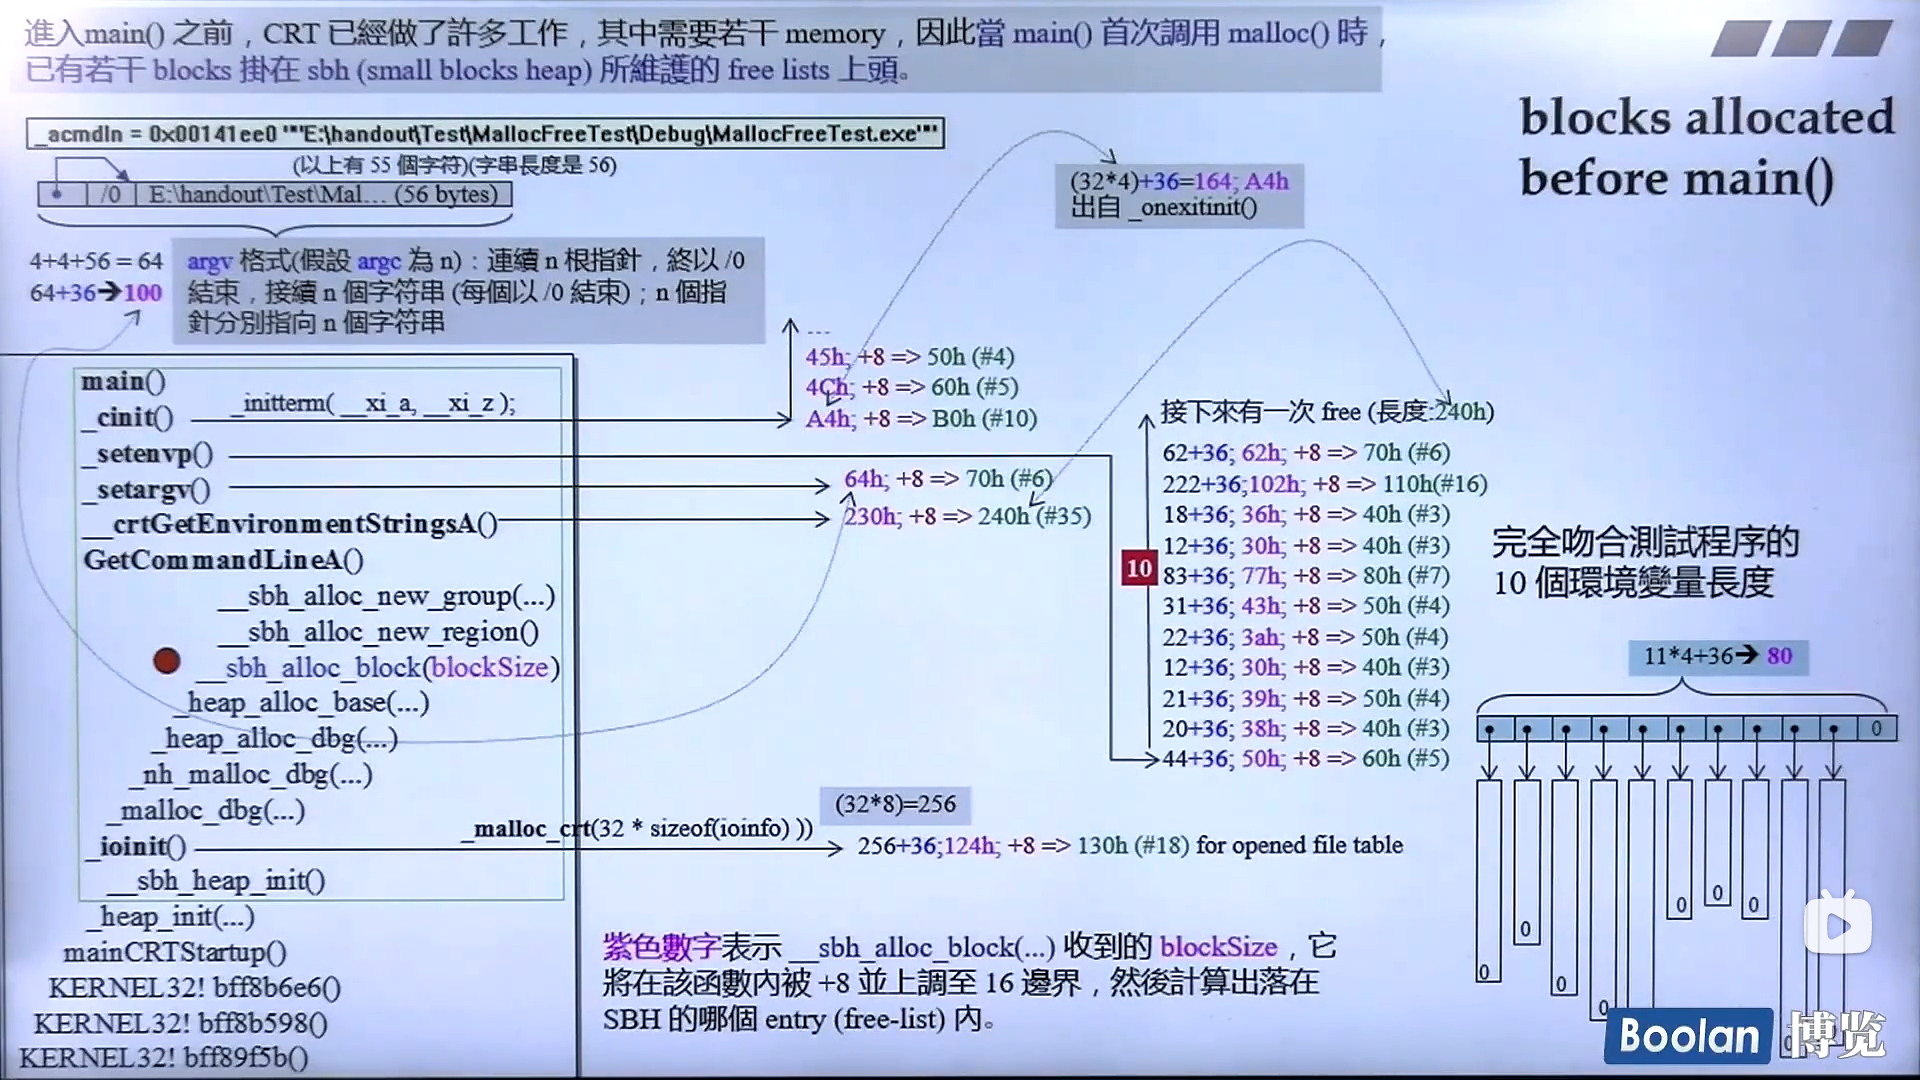 進入main() 之前，CRT 已經做了許多工作，其中需要若干 memory，因此當 main() 首次調用 malloc() 時，
已有若干 blocks 掛在 sbh (small blocks heap) 所維護的 free lists 上頭。
blocks allocated
before main()
_acmdln = 0x00141ee0 ""E:\handout\Test\MallocFreeTest\Debug\MallocFreeTest.exe""
(以上有 55 個字符)(字串長度是 56)
/0 E:\handout\Test\Mal… (56 bytes)
4+4+56 = 64
64+36➔100
argv 格式(假設 argc 為 n)：連續 n 根指針，終以 /0
結束，接續 n 個字符串 (每個以 /0 結束)；n 個指
針分別指向 n 個字符串
(32*4)+36=164; A4h
出自 _onexitinit()
main()
_cinit()
_initterm( __xi_a, __xi_z );
_setenvp()
_setargv()
__crtGetEnvironmentStringsA()
GetCommandLineA()
__sbh_alloc_new_group(...)
__sbh_alloc_new_region()
__sbh_alloc_block(blockSize)
_heap_alloc_base(...)
_heap_alloc_dbg(...)
_nh_malloc_dbg(...)
_malloc_dbg(...)
_ioinit()
__sbh_heap_init()
_heap_init(...)
mainCRTStartup()
KERNEL32! bff8b6e6()
KERNEL32! bff8b598()
KERNEL32! bff89f5b()
...
45h; +8 => 50h (#4)
4Ch; +8 => 60h (#5)
A4h; +8 => B0h (#10)
64h; +8 => 70h (#6)
230h; +8 => 240h (#35)
_malloc_crt(32 * sizeof(ioinfo) ))
(32*8)=256
256+36;124h; +8 => 130h (#18) for opened file table
接下來有一次 free (長度:240h)
62+36; 62h; +8 => 70h (#6)
222+36;102h; +8 => 110h(#16)
18+36; 36h; +8 => 40h (#3)
12+36; 30h; +8 => 40h (#3)
10
83+36; 77h; +8 => 80h (#7)
31+36; 43h; +8 => 50h (#4)
22+36; 3ah; +8 => 50h (#4)
12+36; 30h; +8 => 40h (#3)
21+36; 39h; +8 => 50h (#4)
20+36; 38h; +8 => 40h (#3)
44+36; 50h; +8 => 60h (#5)
完全吻合測試程序的
10 個環境變量長度
11*4+36➔ 80
0
0
0
0
0
0
0
0
0
紫色數字表示 __sbh_alloc_block(...) 收到的 blockSize，它
將在該函數內被 +8 並上調至 16 邊界，然後計算出落在
SBH 的哪個 entry (free-list) 內。
Boolan 博览